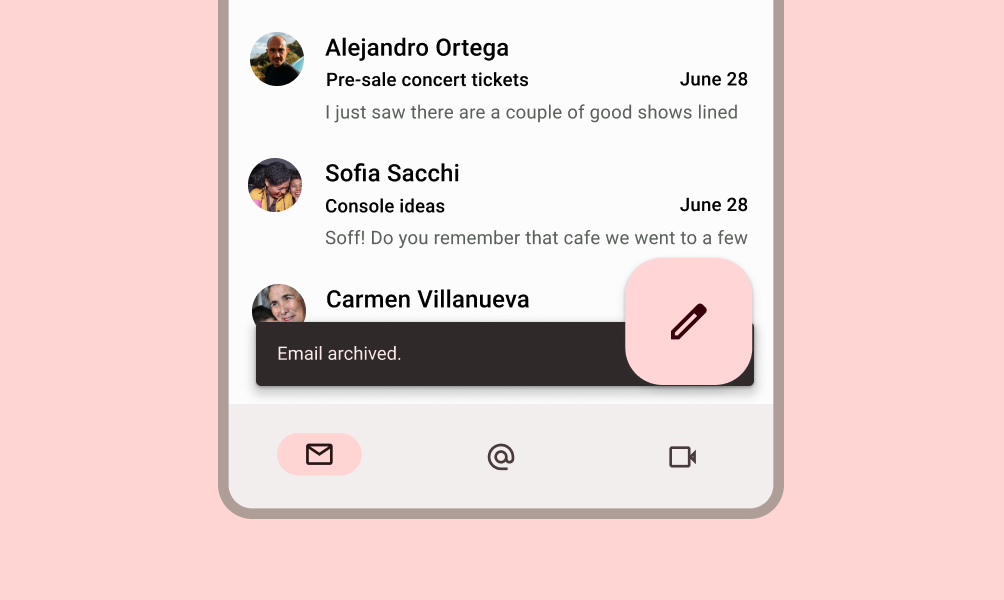 Alejandro Ortega
Pre-sale concert tickets June 28
I just saw there are a couple of good shows lined
Sofia Sacchi
Console ideas June 28
Soff! Do you remember that cafe we went to a few
Carmen Villanueva
Email archived.